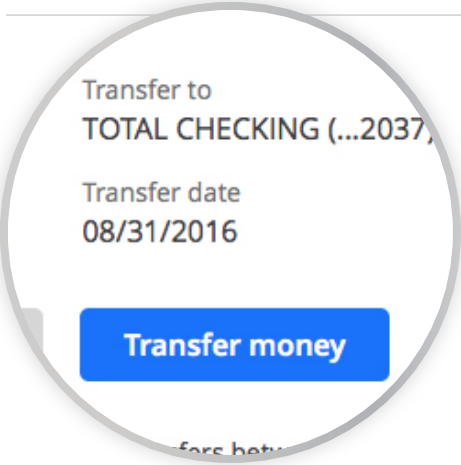 Transfer to
TOTAL CHECKING (...2037)
Transfer date
08/31/2016
Transfer money